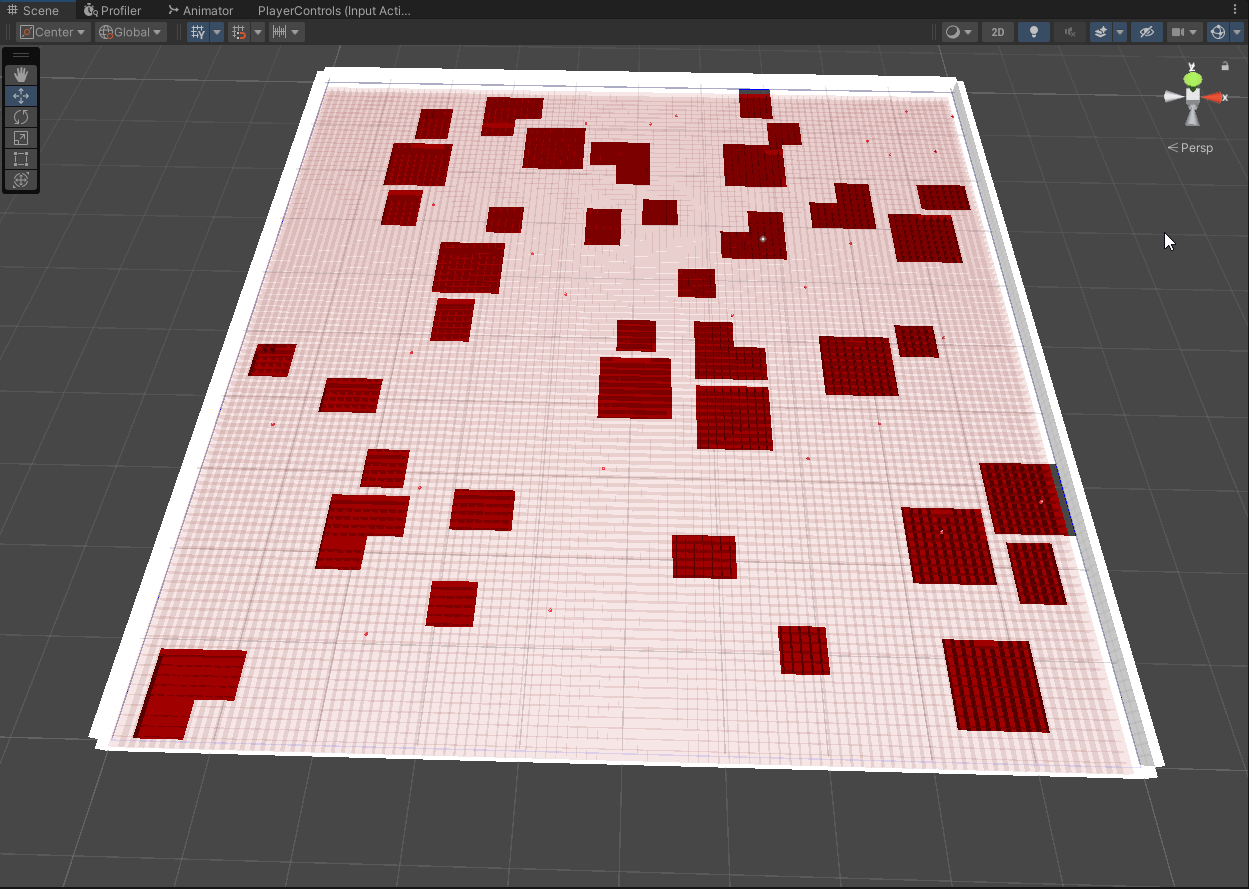 Scene Profiler Animator PlayerControls (Input Acti...
Center Global 2D
y
x
Persp